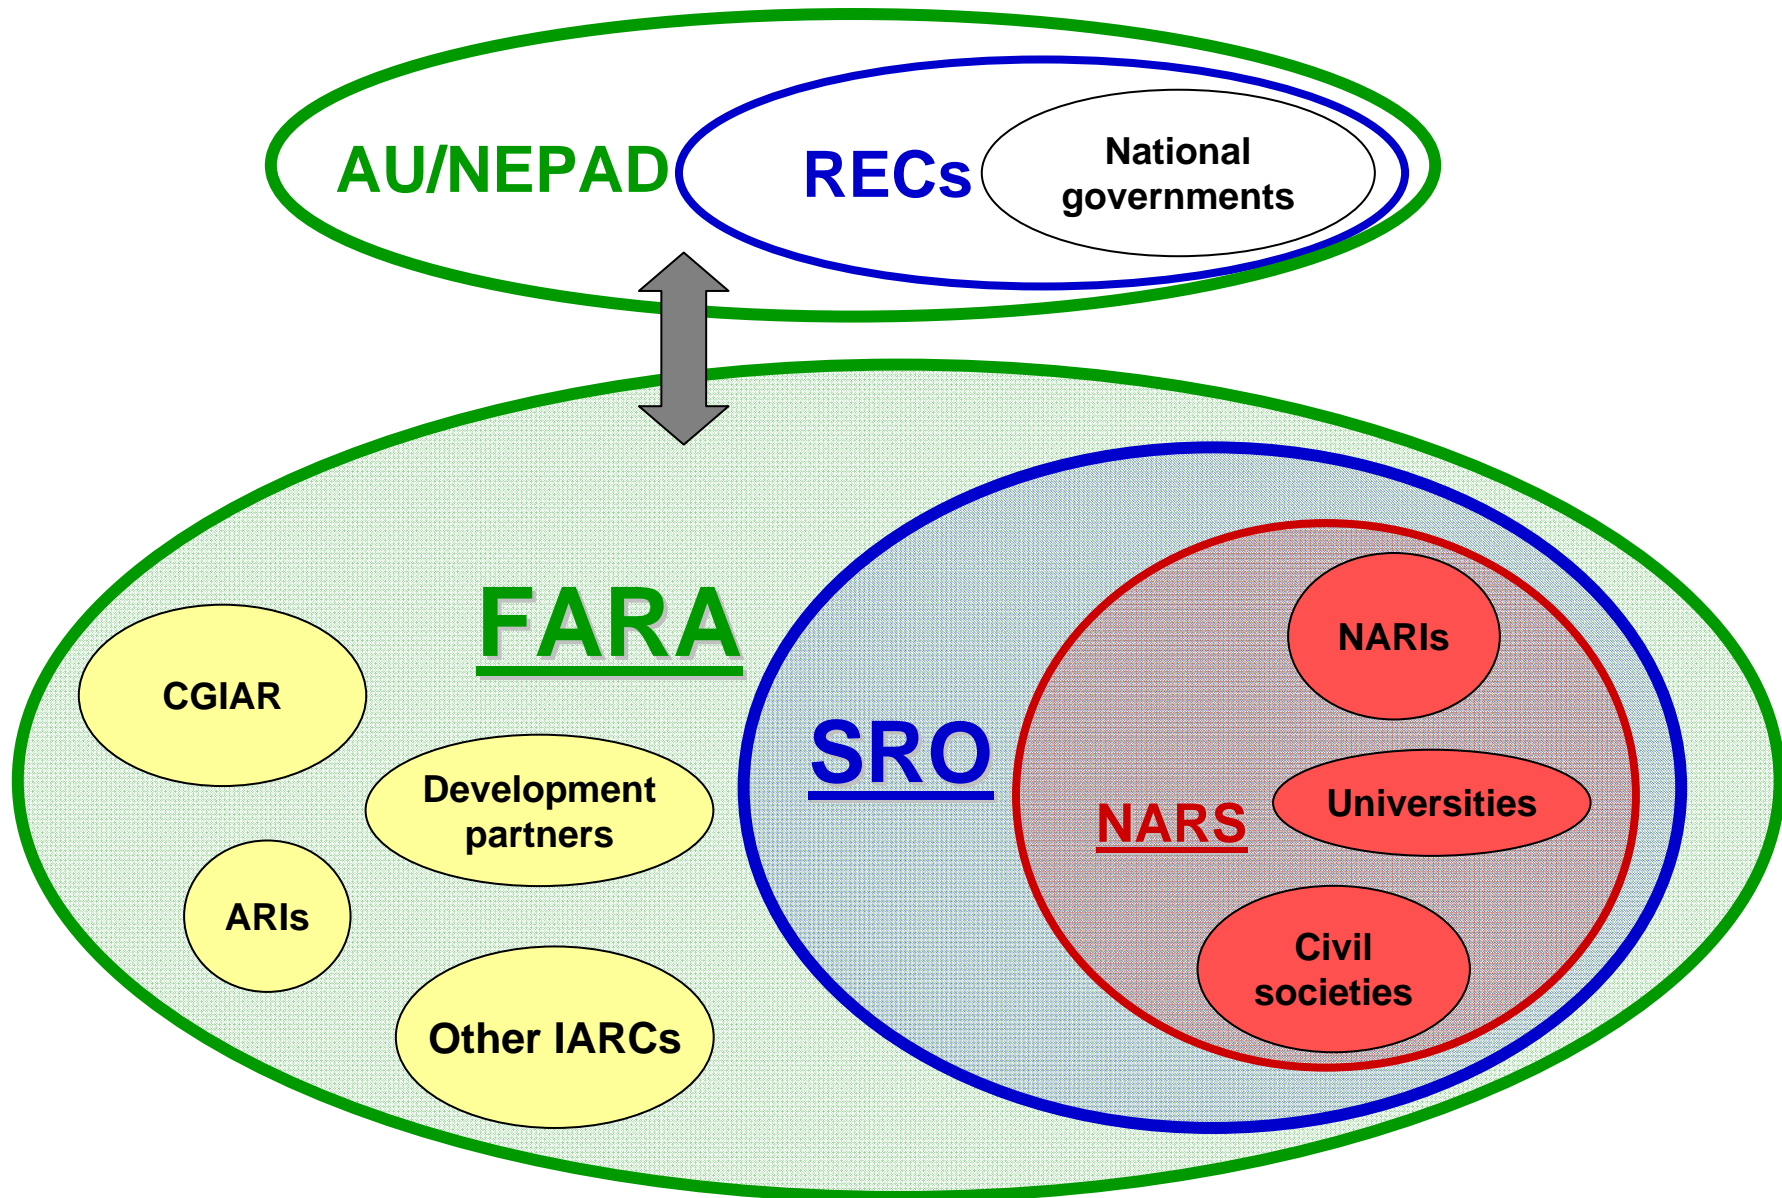 AU/NEPAD
RECs
National
governments
FARA
CGIAR
Development
partners
ARIs
Other IARCs
SRO
NARS
NARIs
Universities
Civil
societies